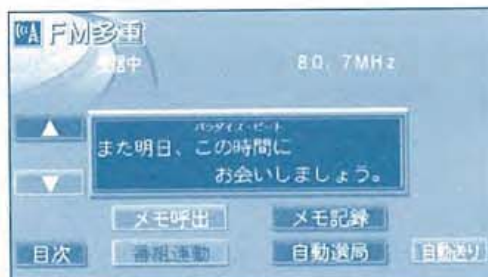 FM多重
信中 80.7MHz
パラダイス・ビート
また明日、この時間に
お会いしましょう。
メモ呼出 メモ記録
目次 番組連動 自動選局 自動送り